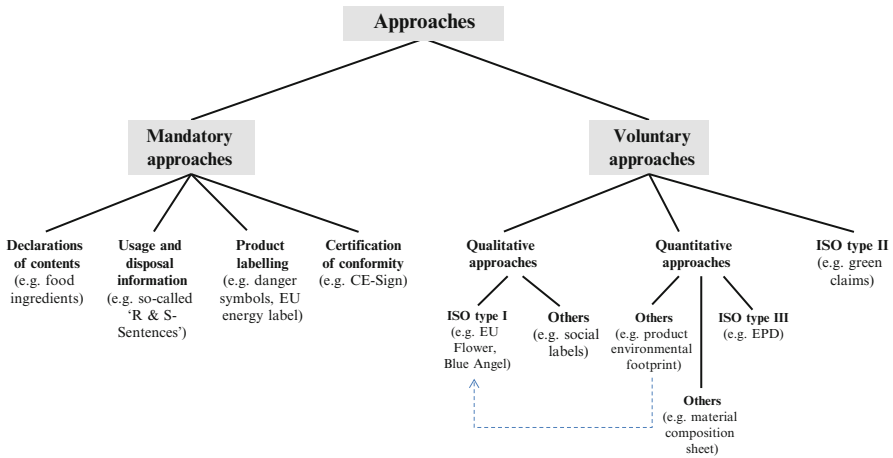 Approaches
Mandatory
approaches
Voluntary
approaches
Declarations
of contents
(e.g. food
ingredients)
Usage and
disposal
information
(e.g. so-called
‘R & S-
Sentences’)
Product
labelling
(e.g. danger
symbols, EU
energy label)
Certification
of conformity
(e.g. CE-Sign)
Qualitative
approaches
Quantitative
approaches
ISO type II
(e.g. green
claims)
ISO type I
(e.g. EU
Flower,
Blue Angel)
Others
(e.g. social
labels)
Others
(e.g. product
environmental
footprint)
ISO type III
(e.g. EPD)
Others
(e.g. material
composition
sheet)